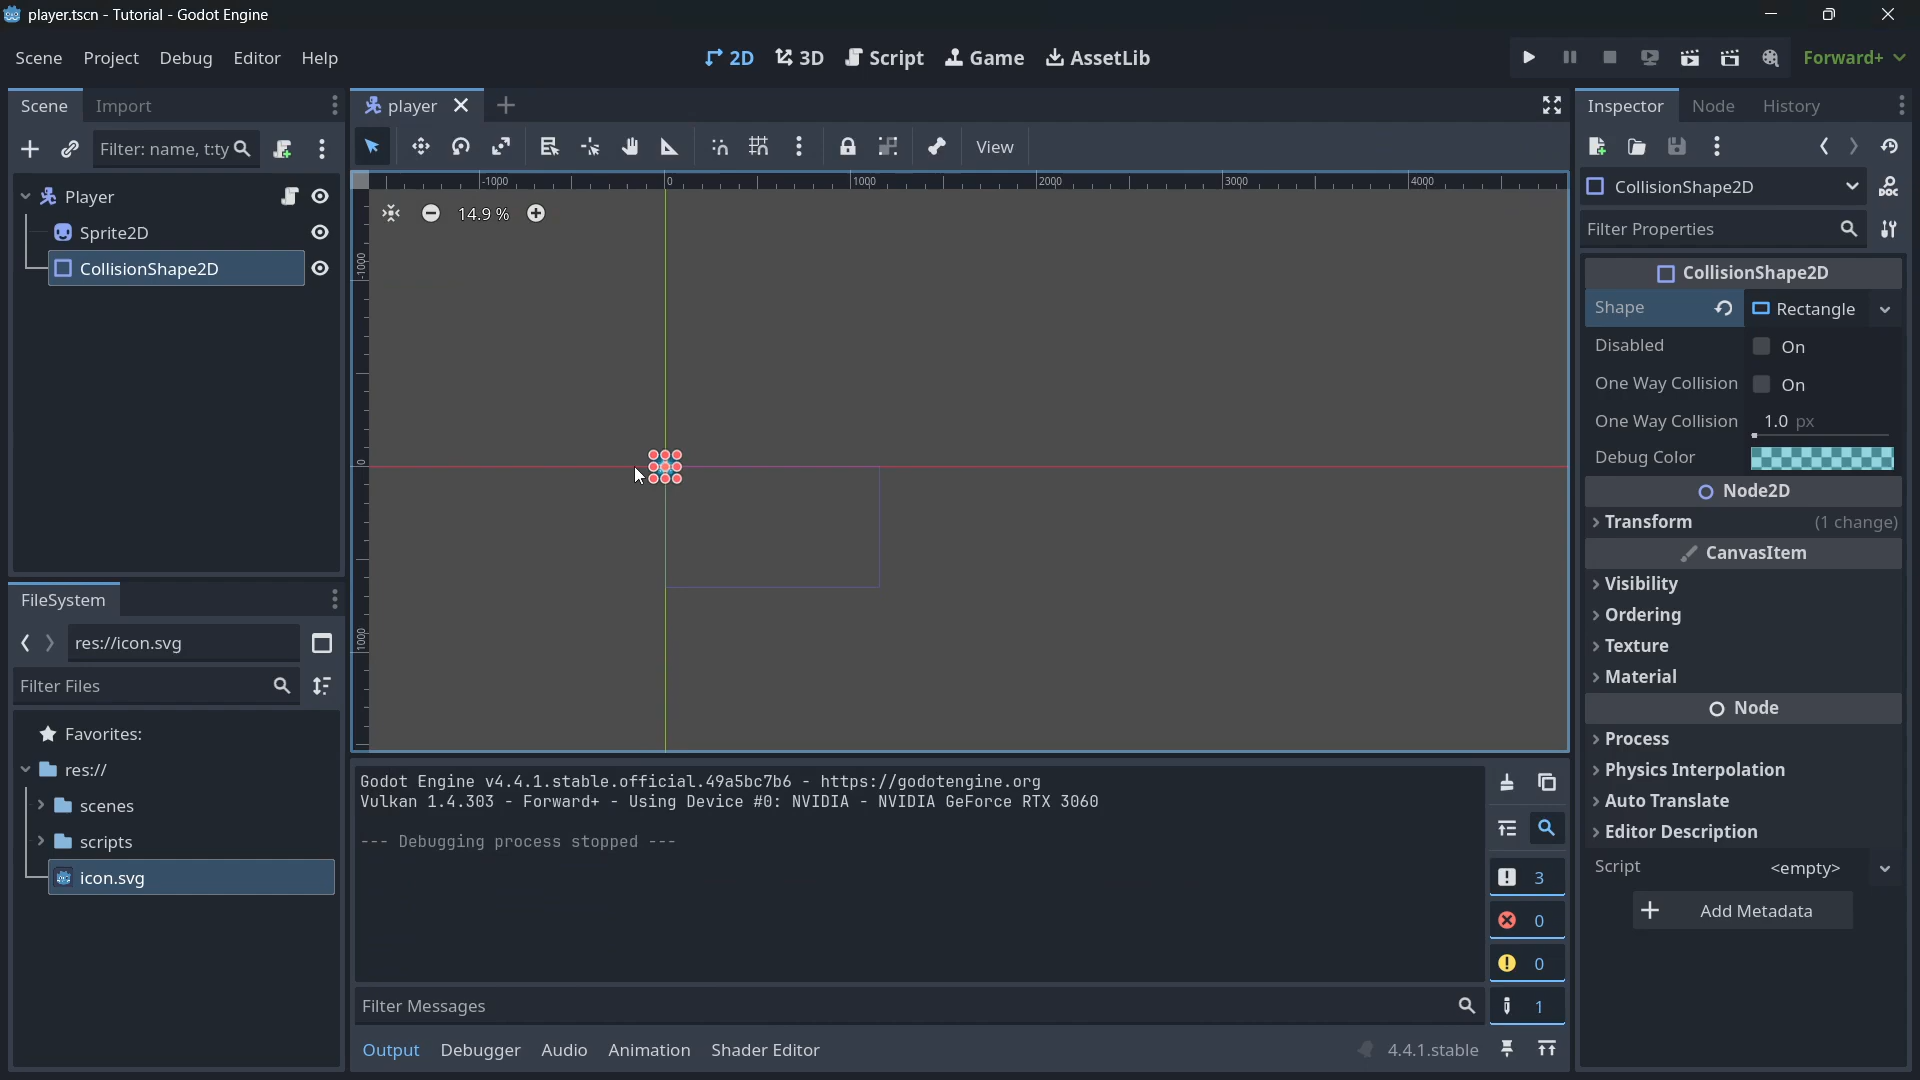 player.tscn - Tutorial - Godot Engine
Scene Project Debug Editor Help
2D 3D Script Game AssetLib
Forward+
Scene Import
Filter: name, t:ty
Player
Sprite2D
CollisionShape2D
FileSystem
res://icon.svg
Filter Files
Favorites:
res://
scenes
scripts
icon.svg
player
View
-1000 0 1000 2000 3000 4000
-1000
0
1000
14.9 %
Godot Engine v4.4.1.stable.official.49a5bc7b6 - https://godotengine.org
Vulkan 1.4.303 - Forward+ - Using Device #0: NVIDIA - NVIDIA GeForce RTX 3060
--- Debugging process stopped ---
3
0
0
1
Filter Messages
Output Debugger Audio Animation Shader Editor
4.4.1.stable
Inspector Node History
CollisionShape2D
DOC
Filter Properties
CollisionShape2D
Shape Rectangle
Disabled On
One Way Collision On
One Way Collision 1.0 px
Debug Color
Node2D
Transform (1 change)
CanvasItem
Visibility
Ordering
Texture
Material
Node
Process
Physics Interpolation
Auto Translate
Editor Description
Script <empty>
Add Metadata